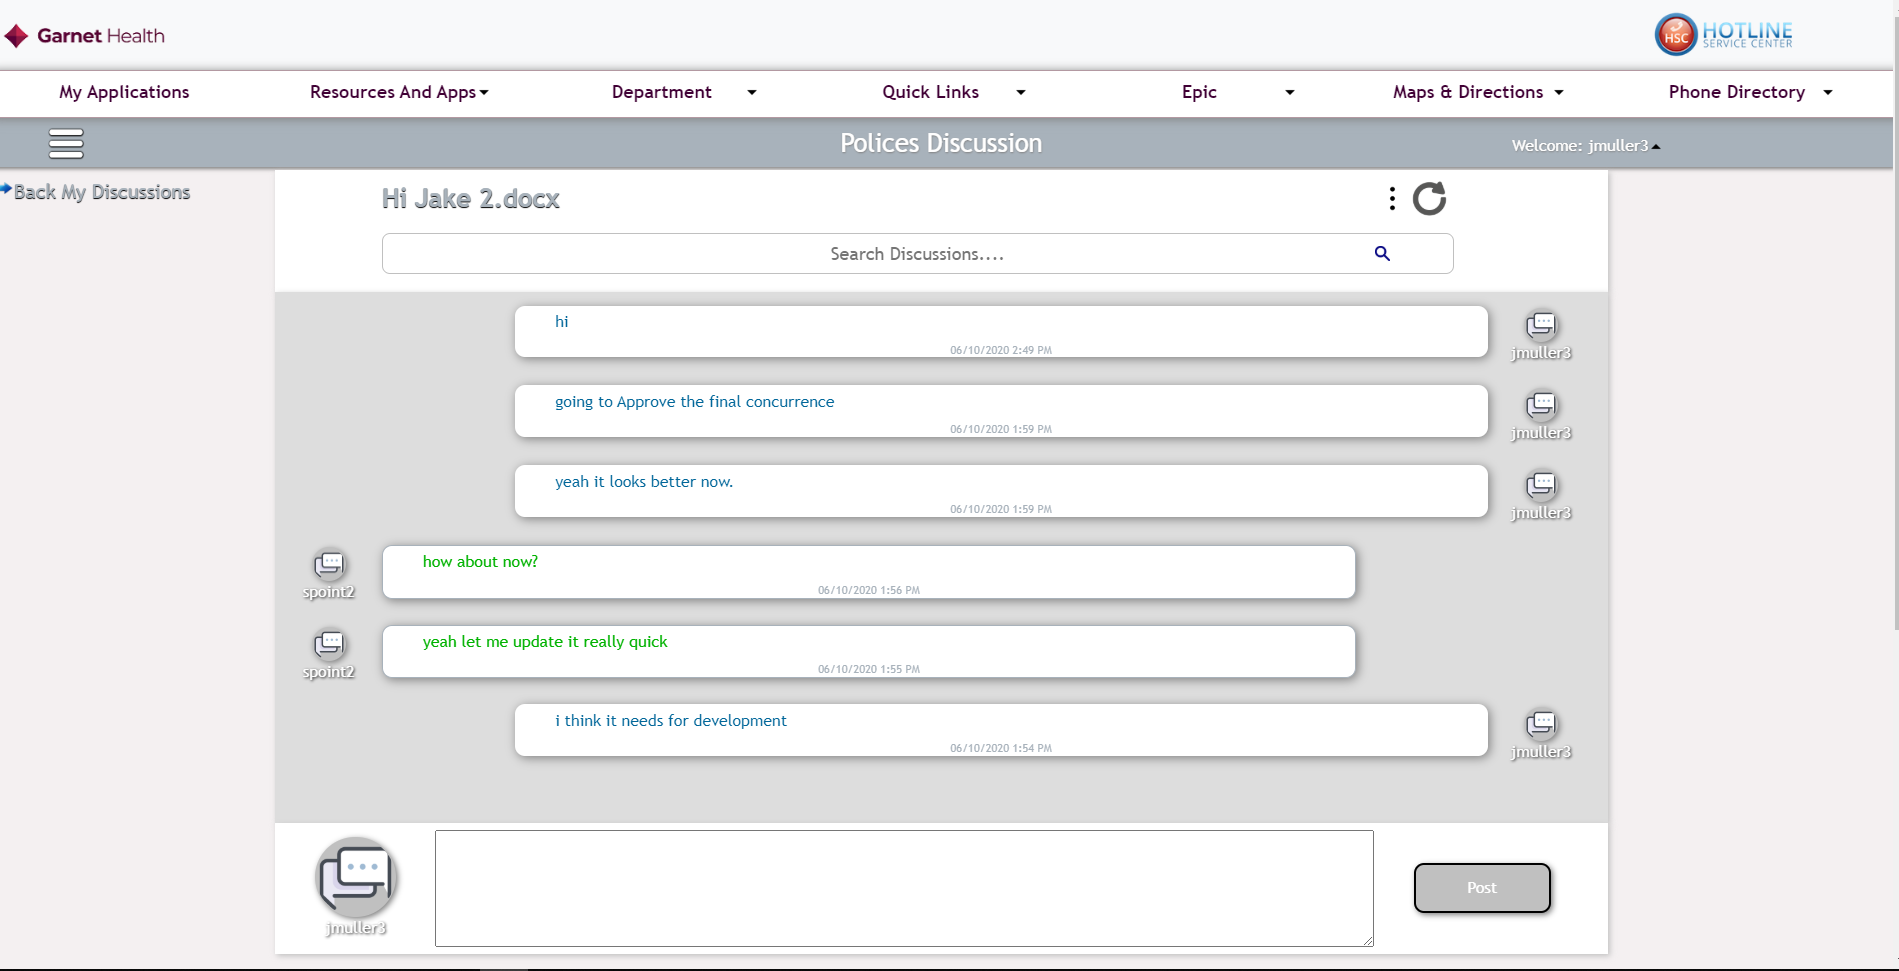 Garnet Health
HSC HOTLINE
SERVICE CENTER
My Applications Resources And Apps Department Quick Links Epic Maps & Directions Phone Directory
Polices Discussion
Welcome: jmuller3
Back My Discussions
Hi Jake 2.docx
Search Discussions....
hi
06/10/2020 2:49 PM
jmuller3
going to Approve the final concurrence
06/10/2020 1:59 PM
jmuller3
yeah it looks better now.
06/10/2020 1:59 PM
jmuller3
how about now?
06/10/2020 1:56 PM
spoint2
yeah let me update it really quick
06/10/2020 1:55 PM
spoint2
i think it needs for development
06/10/2020 1:54 PM
jmuller3
Post
jmuller3